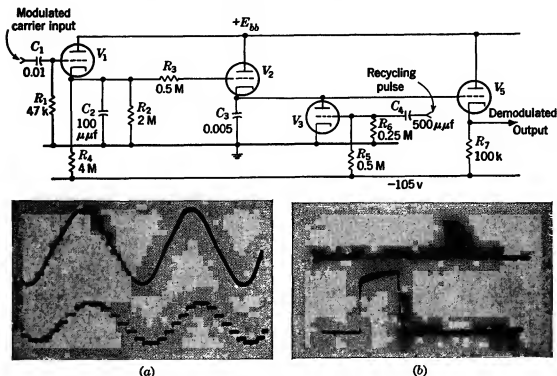 Modulated
carrier input
+Ebb
C1
0.01
V1
R3
0.5 M
V2
Recycling
pulse
V5
R1
47 k
C2
100
μμf
R2
2 M
C3
0.005
V3
C4
500 μμf
R6
0.25 M
Demodulated
Output
R4
4 M
R5
0.5 M
R7
100 k
−105 v
(a)
(b)